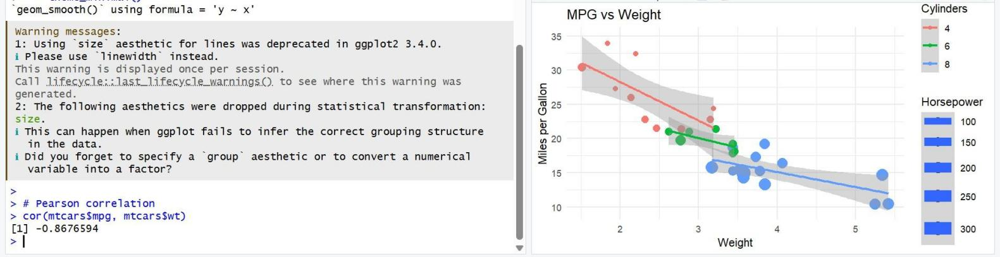 `geom_smooth()` using formula = 'y ~ x'
Warning messages:
1: Using `size` aesthetic for lines was deprecated in ggplot2 3.4.0.
ℹ Please use `linewidth` instead.
This warning is displayed once per session.
Call lifecycle::last_lifecycle_warnings() to see where this warning was
generated.
2: The following aesthetics were dropped during statistical transformation:
size.
ℹ This can happen when ggplot fails to infer the correct grouping structure
in the data.
ℹ Did you forget to specify a `group` aesthetic or to convert a numerical
variable into a factor?
>
> # Pearson correlation
> cor(mtcars$mpg, mtcars$wt)
[1] -0.8676594
>
MPG vs Weight
Miles per Gallon
35
30
25
20
15
10
2 3 4 5
Weight
Cylinders
4
6
8
Horsepower
100
150
200
250
300